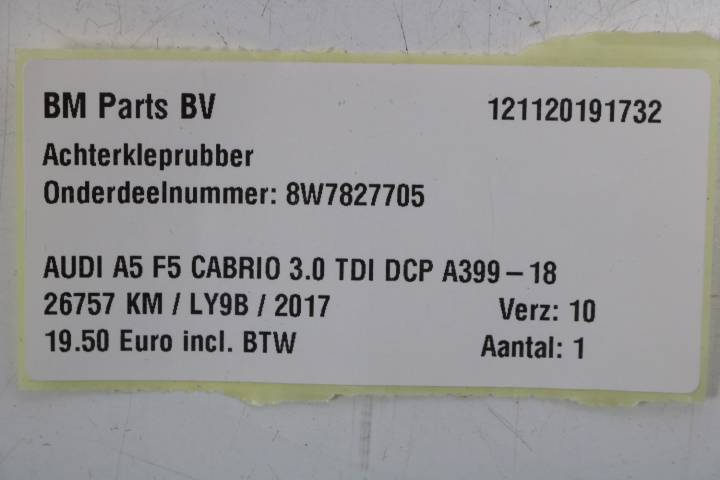 BM Parts BV 121120191732
Achterkleprubber
Onderdeelnummer: 8W7827705
AUDI A5 F5 CABRIO 3.0 TDI DCP A399-18
26757 KM / LY9B / 2017 Verz: 10
19.50 Euro incl. BTW Aantal: 1